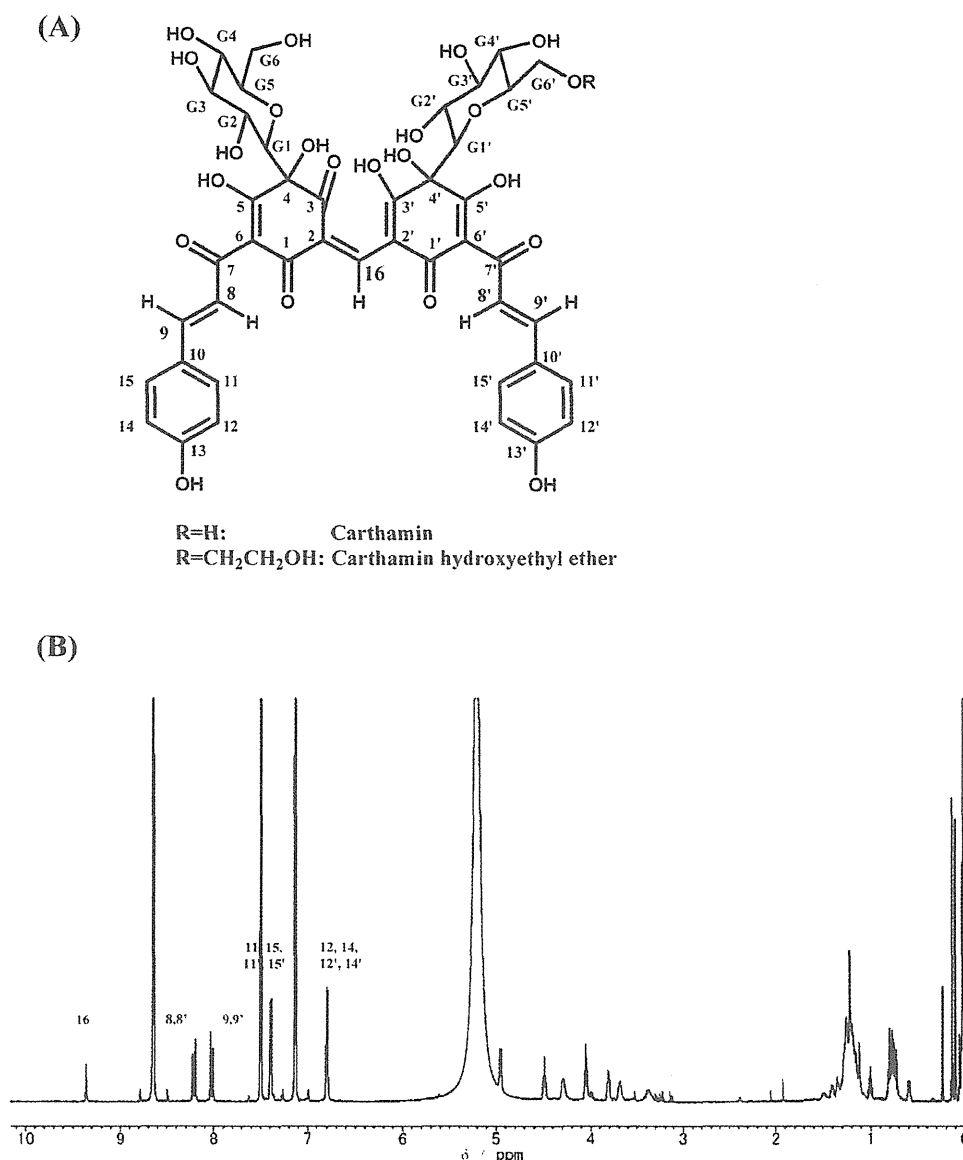 (A)
G4 OH
HO
HO G6
G5
G3 O
G2
HO G1 OH
G4' OH
HO
G3' G6' OR
G2' O G5'
HO
G1'
HO
O
HO 4 3
5
6 1 2
O 7
8 O
H 9 H
10
15 11
14 12
13
OH
16
H
HO HO
4' OH
3' 5'
2' 1' 6'
O 7' O
8' 9' H
H 10'
15' 11'
14' 12'
13'
OH
R=H: Carthamin
R=CH2CH2OH: Carthamin hydroxyethyl ether
(B)
16
8,8'
9,9'
11, 15,
11', 15'
12, 14,
12', 14'
10 9 8 7 6 5 4 3 2 1 0
δ / ppm